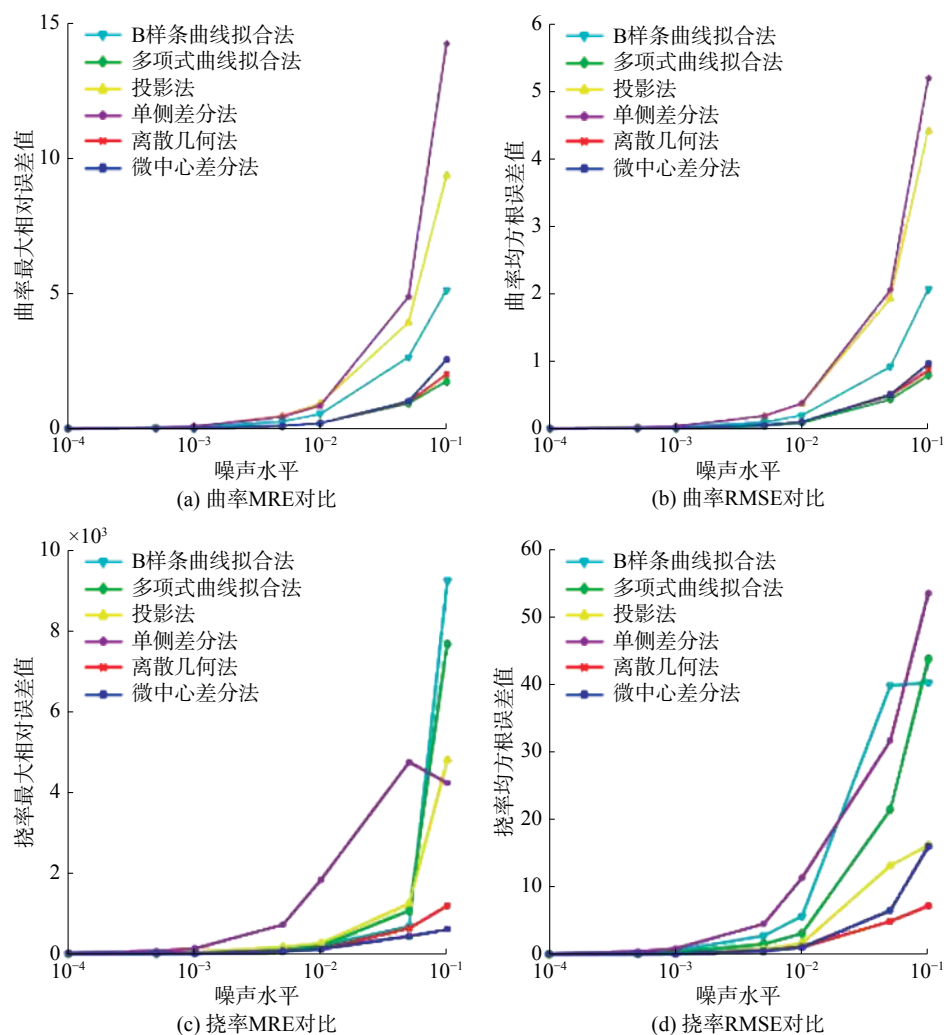 15
10
5
0
曲率最大相对误差值
B样条曲线拟合法
多项式曲线拟合法
投影法
单侧差分法
离散几何法
微中心差分法
10⁻⁴
10⁻³
10⁻²
10⁻¹
噪声水平
(a) 曲率MRE对比
6
5
4
3
2
1
0
曲率均方根误差值
B样条曲线拟合法
多项式曲线拟合法
投影法
单侧差分法
离散几何法
微中心差分法
10⁻⁴
10⁻³
10⁻²
10⁻¹
噪声水平
(b) 曲率RMSE对比
×10³
10
8
6
4
2
0
挠率最大相对误差值
B样条曲线拟合法
多项式曲线拟合法
投影法
单侧差分法
离散几何法
微中心差分法
10⁻⁴
10⁻³
10⁻²
10⁻¹
噪声水平
(c) 挠率MRE对比
60
50
40
30
20
10
0
挠率均方根误差值
B样条曲线拟合法
多项式曲线拟合法
投影法
单侧差分法
离散几何法
微中心差分法
10⁻⁴
10⁻³
10⁻²
10⁻¹
噪声水平
(d) 挠率RMSE对比